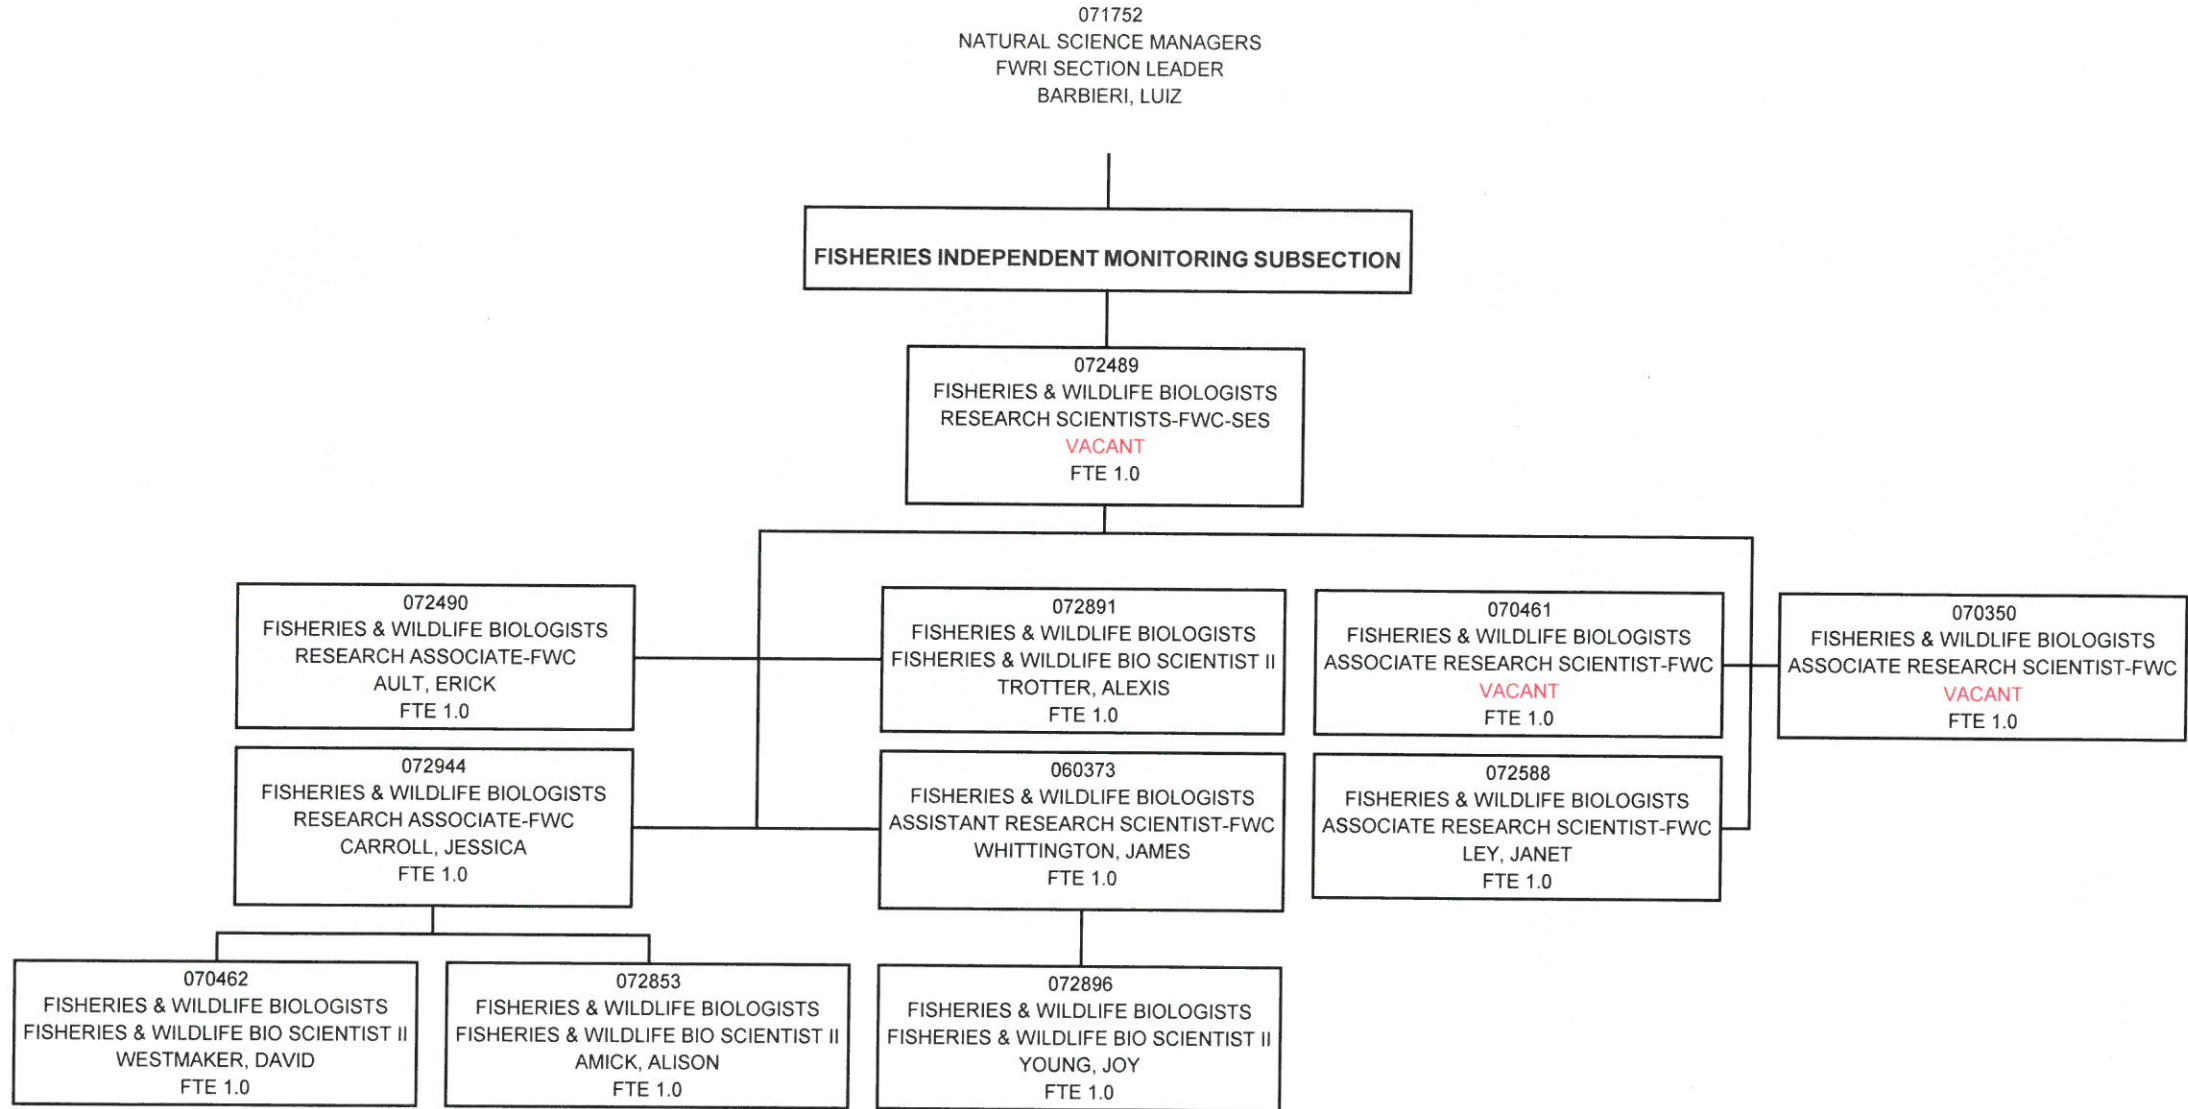 071752
NATURAL SCIENCE MANAGERS
FWRI SECTION LEADER
BARBIERI, LUIZ
FISHERIES INDEPENDENT MONITORING SUBSECTION
072489
FISHERIES & WILDLIFE BIOLOGISTS
RESEARCH SCIENTISTS-FWC-SES
VACANT
FTE 1.0
072490
FISHERIES & WILDLIFE BIOLOGISTS
RESEARCH ASSOCIATE-FWC
AULT, ERICK
FTE 1.0
072891
FISHERIES & WILDLIFE BIOLOGISTS
FISHERIES & WILDLIFE BIO SCIENTIST II
TROTTER, ALEXIS
FTE 1.0
070461
FISHERIES & WILDLIFE BIOLOGISTS
ASSOCIATE RESEARCH SCIENTIST-FWC
VACANT
FTE 1.0
070350
FISHERIES & WILDLIFE BIOLOGISTS
ASSOCIATE RESEARCH SCIENTIST-FWC
VACANT
FTE 1.0
072944
FISHERIES & WILDLIFE BIOLOGISTS
RESEARCH ASSOCIATE-FWC
CARROLL, JESSICA
FTE 1.0
060373
FISHERIES & WILDLIFE BIOLOGISTS
ASSISTANT RESEARCH SCIENTIST-FWC
WHITTINGTON, JAMES
FTE 1.0
072588
FISHERIES & WILDLIFE BIOLOGISTS
ASSOCIATE RESEARCH SCIENTIST-FWC
LEY, JANET
FTE 1.0
070462
FISHERIES & WILDLIFE BIOLOGISTS
FISHERIES & WILDLIFE BIO SCIENTIST II
WESTMAKER, DAVID
FTE 1.0
072853
FISHERIES & WILDLIFE BIOLOGISTS
FISHERIES & WILDLIFE BIO SCIENTIST II
AMICK, ALISON
FTE 1.0
072896
FISHERIES & WILDLIFE BIOLOGISTS
FISHERIES & WILDLIFE BIO SCIENTIST II
YOUNG, JOY
FTE 1.0